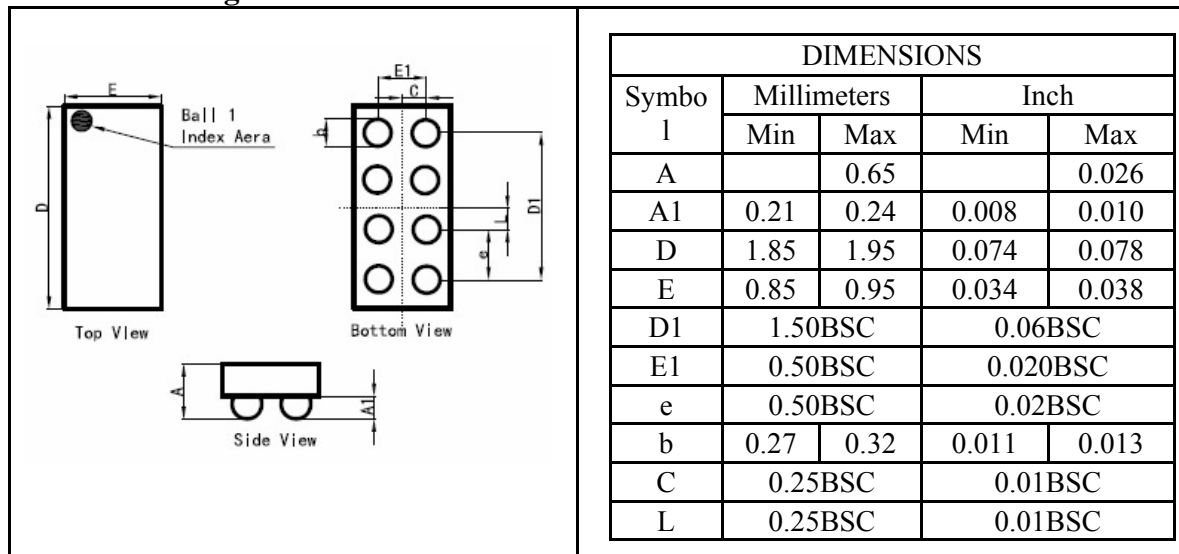 g
E
Ball 1
Index Aera
D
Top VIew
E1
C
b
D1
L
e
Bottom View
A
A1
Side View
DIMENSIONS
Symbo
l
Millimeters Inch
Min Max Min Max
A 0.65 0.026
A1 0.21 0.24 0.008 0.010
D 1.85 1.95 0.074 0.078
E 0.85 0.95 0.034 0.038
D1 1.50BSC 0.06BSC
E1 0.50BSC 0.020BSC
e 0.50BSC 0.02BSC
b 0.27 0.32 0.011 0.013
C 0.25BSC 0.01BSC
L 0.25BSC 0.01BSC